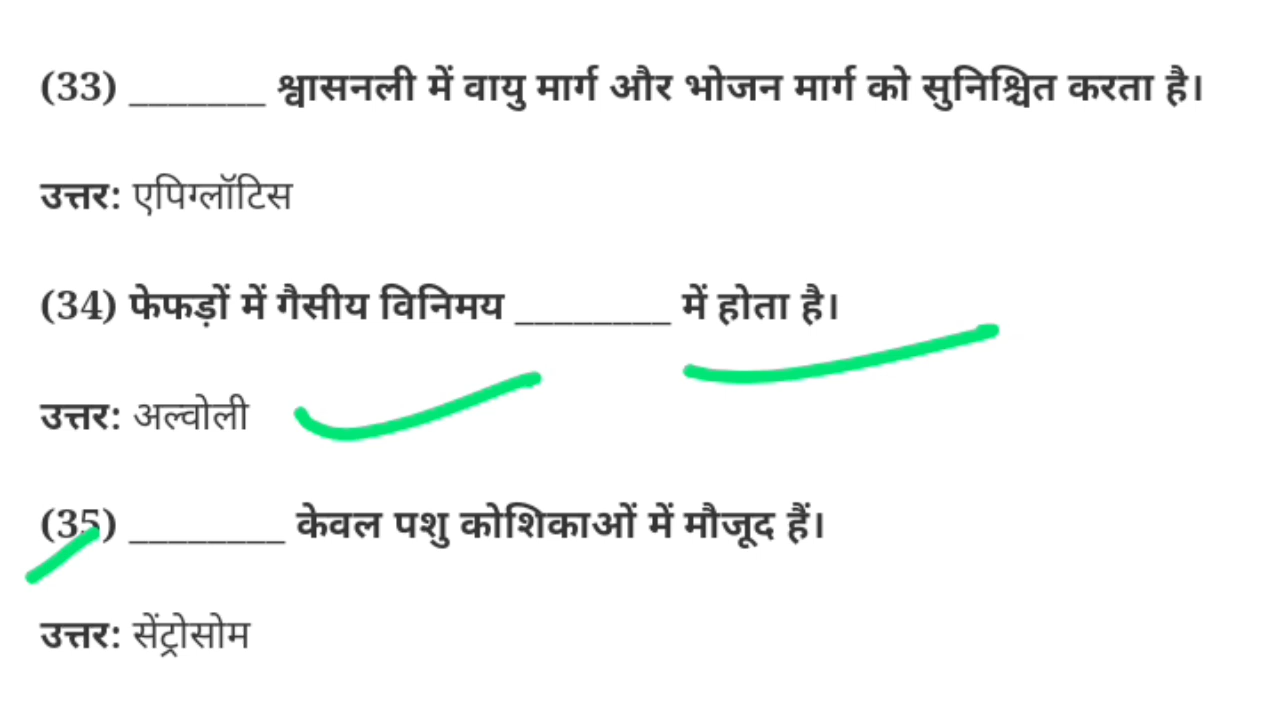 (33) _______ श्वासनली में वायु मार्ग और भोजन मार्ग को सुनिश्चित करता है।
उत्तर: एपिग्लॉटिस
(34) फेफड़ों में गैसीय विनिमय ________ में होता है।
उत्तर: अल्वोली
(35) ________ केवल पशु कोशिकाओं में मौजूद हैं।
उत्तर: सेंट्रोसोम